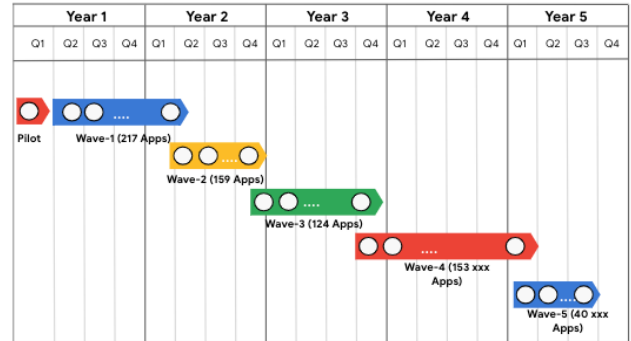 Year 1 Year 2 Year 3 Year 4 Year 5
Q1 Q2 Q3 Q4 Q1 Q2 Q3 Q4 Q1 Q2 Q3 Q4 Q1 Q2 Q3 Q4 Q1 Q2 Q3 Q4
....
Pilot Wave-1 (217 Apps)
....
Wave-2 (159 Apps)
....
Wave-3 (124 Apps)
....
Wave-4 (153 xxx
Apps)
....
Wave-5 (40 xxx
Apps)